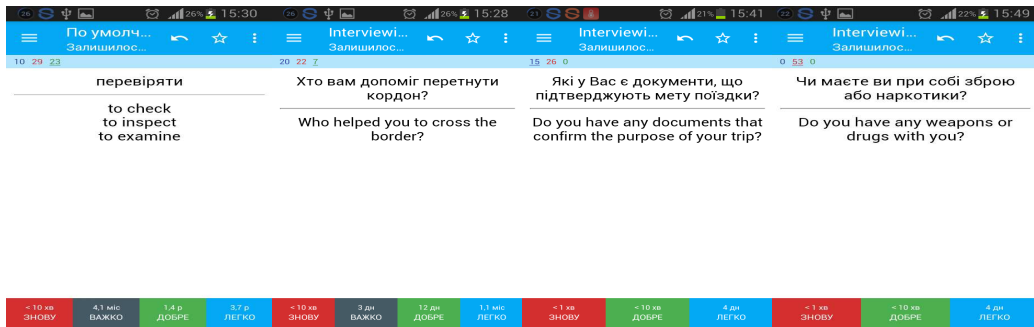 26 26% 15:30
По умолч...
Залишилос...
10 29 23
перевіряти
to check
to inspect
to examine
< 10 хв 4,1 міс 1,4 р 3,7 р
ЗНОВУ ВАЖКО ДОБРЕ ЛЕГКО
26 26% 15:28
Interviewi...
Залишилос...
20 22 7
Хто вам допоміг перетнути
кордон?
Who helped you to cross the
border?
< 10 хв 3 дн 12 дн 1,1 міс
ЗНОВУ ВАЖКО ДОБРЕ ЛЕГКО
21 21% 15:41
Interviewi...
Залишилос...
15 26 0
Які у Вас є документи, що
підтверджують мету поїздки?
Do you have any documents that
confirm the purpose of your trip?
< 1 хв < 10 хв 4 дн
ЗНОВУ ДОБРЕ ЛЕГКО
22 22% 15:49
Interviewi...
Залишилос...
0 53 0
Чи маєте ви при собі зброю
або наркотики?
Do you have any weapons or
drugs with you?
< 1 хв < 10 хв 4 дн
ЗНОВУ ДОБРЕ ЛЕГКО